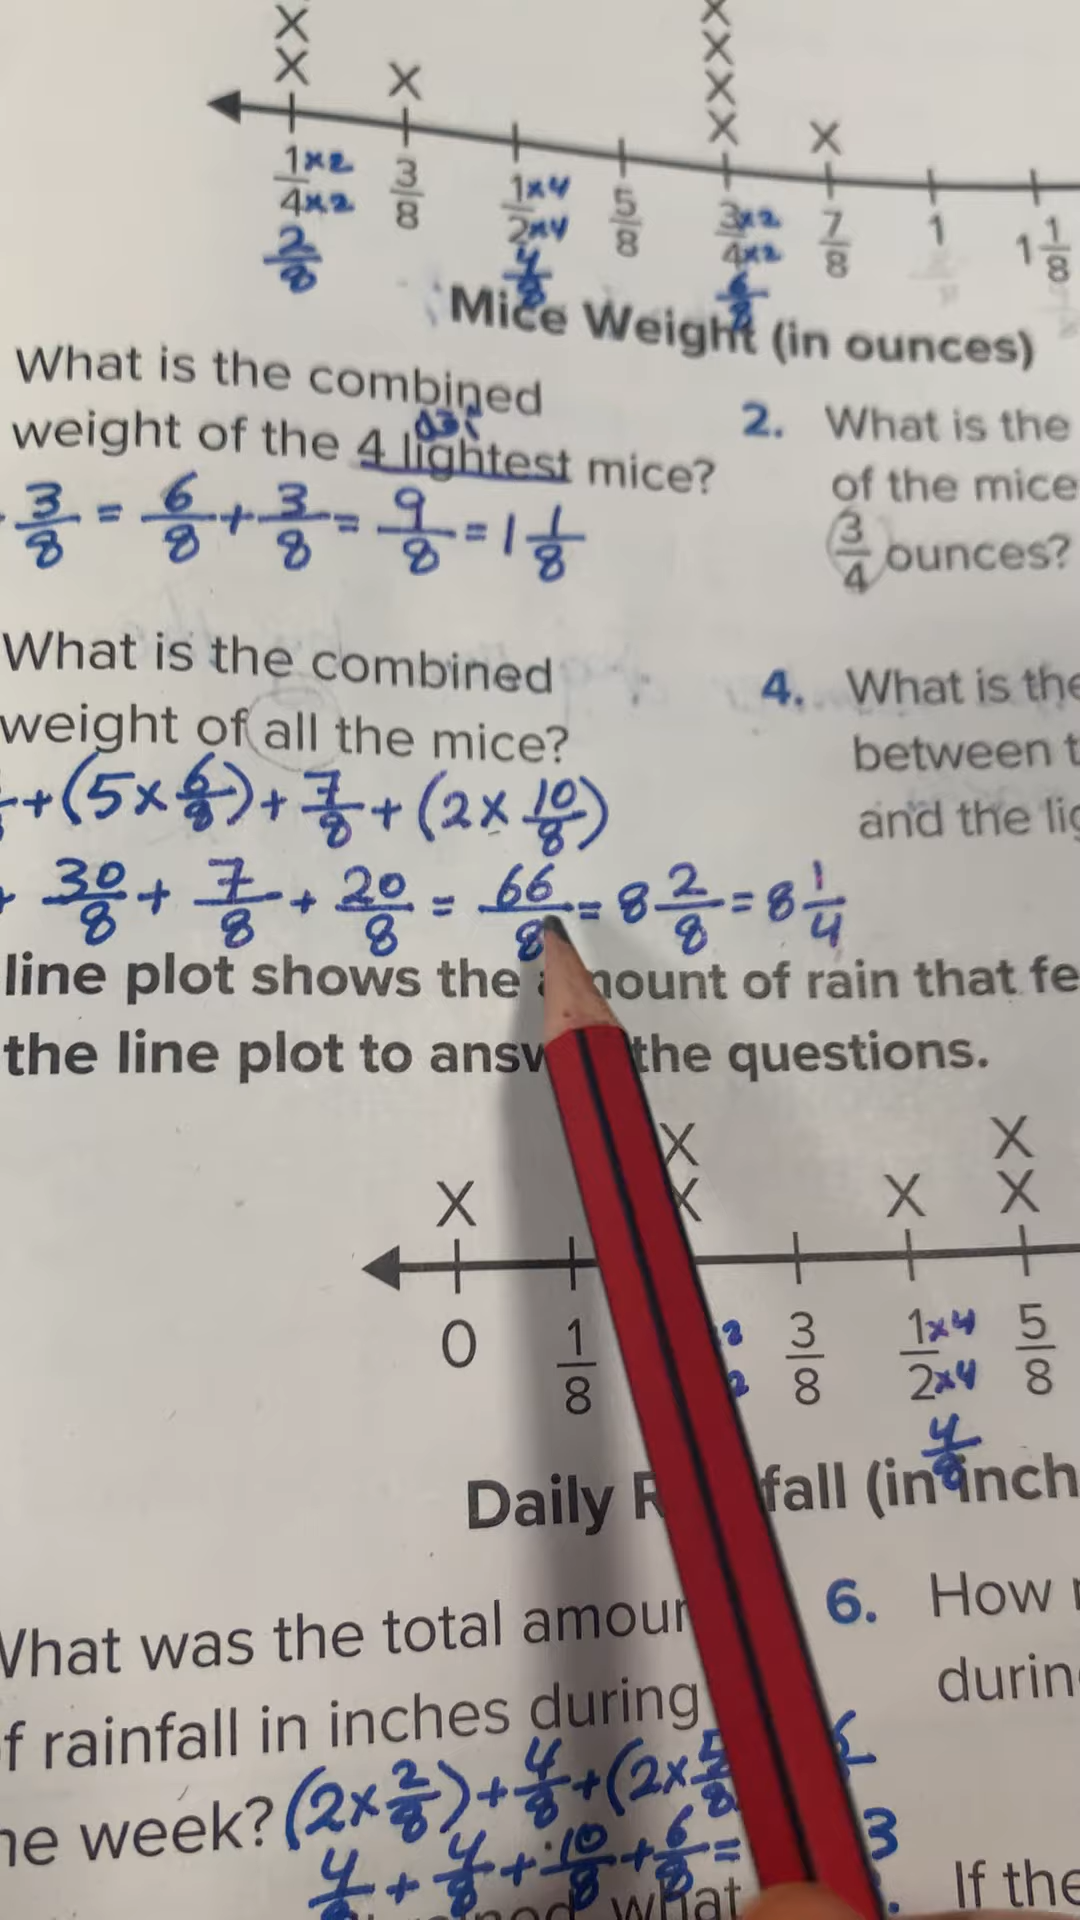 X X
X X
X X X
X X
1×2/4×2 3/8 1×4/2×4 5/8 3×2/4×2 7/8 1 1 1/8
2/8 4/8 6/8
Mice Weight (in ounces)
What is the combined
weight of the 4 lightest mice?
3/8 = 6/8 + 3/8 = 9/8 = 1 1/8
2. What is the
of the mice
3/4 ounces?
What is the combined
weight of all the mice?
+ (5 × 6/8) + 7/8 + (2 × 10/8)
+ 30/8 + 7/8 + 20/8 = 66/8 = 8 2/8 = 8 1/4
4. What is the
between t
and the lig
line plot shows the amount of rain that fe
the line plot to answ the questions.
X X
X X X X
0 1/8 2 2 3/8 1×4/2×4 5/8
4/8
Daily R fall (in inch
What was the total amour
f rainfall in inches during
he week? (2 × 2/8) + 4/8 + (2 × 5/8
4/8 + 4/8 + 10/8 + 6/8 =
what
6. How
durin
3
If the